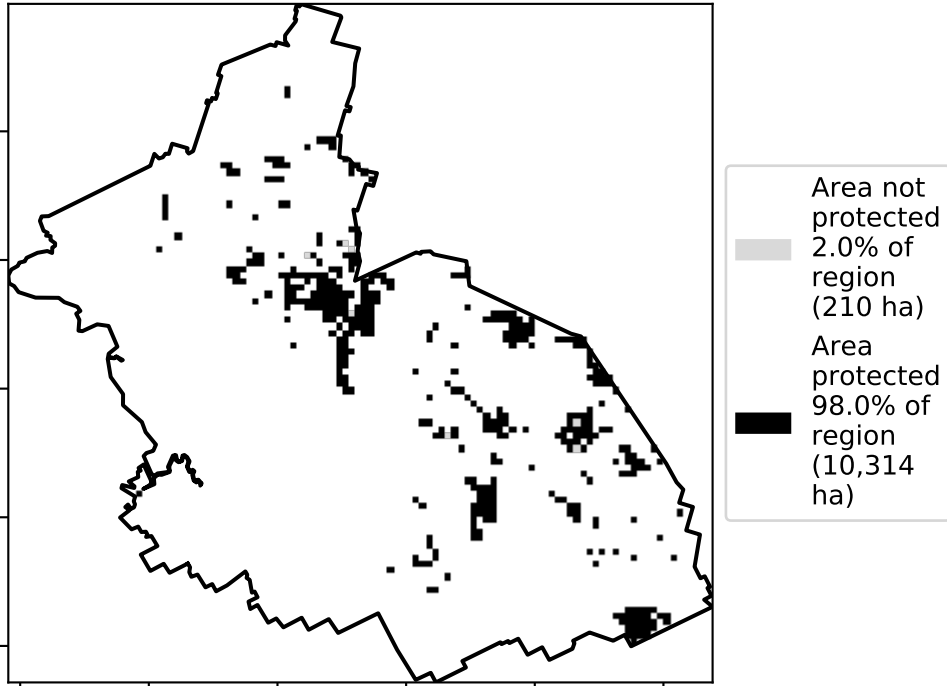 Area not
protected
2.0% of
region
(210 ha)
Area
protected
98.0% of
region
(10,314
ha)